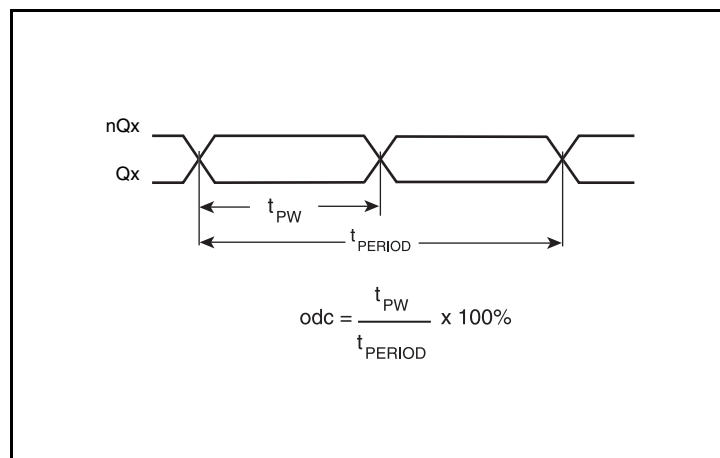 nQx
Qx
tPW
tPERIOD
odc = tPW / tPERIOD x 100%